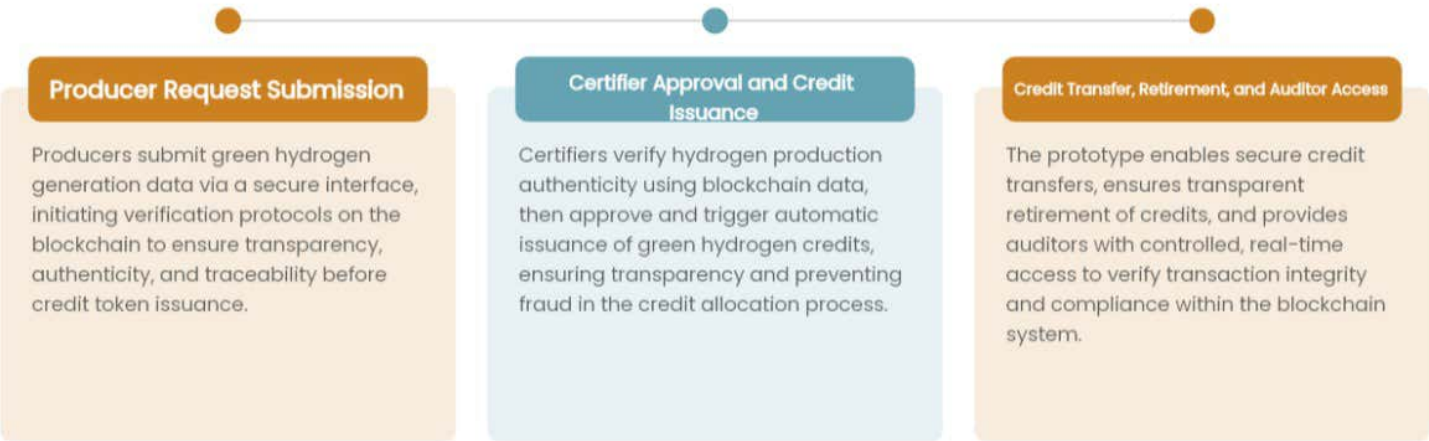 Producer Request Submission
Producers submit green hydrogen
generation data via a secure interface,
initiating verification protocols on the
blockchain to ensure transparency,
authenticity, and traceability before
credit token issuance.
Certifier Approval and Credit
Issuance
Certifiers verify hydrogen production
authenticity using blockchain data,
then approve and trigger automatic
issuance of green hydrogen credits,
ensuring transparency and preventing
fraud in the credit allocation process.
Credit Transfer, Retirement, and Auditor Access
The prototype enables secure credit
transfers, ensures transparent
retirement of credits, and provides
auditors with controlled, real-time
access to verify transaction integrity
and compliance within the blockchain
system.